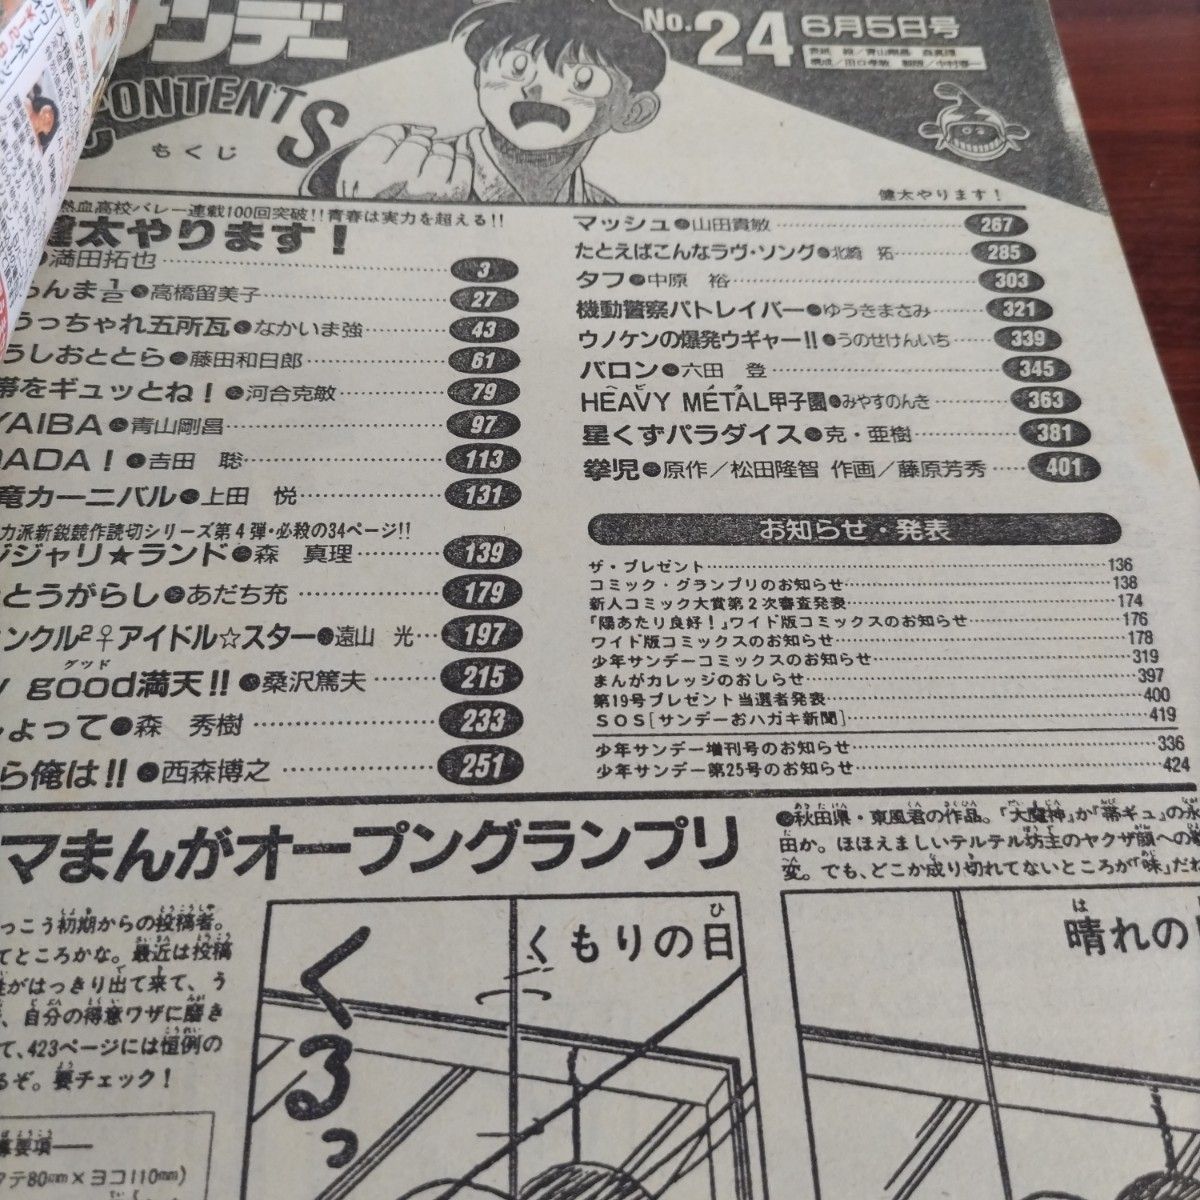 サンデー
CONTENTS
もくじ
No.24 6月5日号
健太やります!
熱血高校バレー連載100回突破!!青春は実力を超える!!
健太やります!
満田拓也 3
らんま½●高橋留美子 27
うっちゃれ五所瓦●なかいま強 43
うしおととら●藤田和日郎 61
帯をギュッとね!●河合克敏 79
YAIBA●青山剛昌 97
DADA!●吉田 聡 113
竜カーニバル●上田 悦 131
力派新鋭競作読切シリーズ第4弾・必殺の34ページ!!
ジジャリ★ランド●森 真理 139
とうがらし●あだち充 179
ンクル²♀アイドル☆スター●遠山 光 197
グッド
y good満天!!●桑沢篤夫 215
しょって●森 秀樹 233
ら俺は!!●西森博之 251
マッシュ●山田貴敏 267
たとえばこんなラヴ・ソング●北崎 拓 285
タフ●中原 裕 303
機動警察パトレイバー●ゆうきまさみ 321
ウノケンの爆発ウギャー!!●うのせけんいち 339
バロン●六田 登 345
ヘビー メタル
HEAVY METAL甲子園●みやすのんき 363
星くずパラダイス●克・亜樹 381
拳児●原作/松田隆智 作画/藤原芳秀 401
お知らせ・発表
ザ・プレゼント 136
コミック・グランプリのお知らせ 138
新人コミック大賞第2次審査発表 174
「陽あたり良好!」ワイド版コミックスのお知らせ 176
ワイド版コミックスのお知らせ 178
少年サンデーコミックスのお知らせ 319
まんがカレッジのおしらせ 397
第19号プレゼント当選者発表 400
SOS[サンデーおハガキ新聞] 419
少年サンデー増刊号のお知らせ 336
少年サンデー第25号のお知らせ 424
マまんがオープングランプリ
●秋田県・東風君の作品。「大魔神」か「帯ギュ」の永
田か。ほほえましいテルテル坊主のヤクザ顔への
変。でも、どこか成り切れてないところが「味」だね
っこう初期からの投稿者。
てところかな。最近は投稿
性がはっきり出て来て、う
、自分の得意ワザに磨き
て、423ページには恒例の
るぞ。要チェック!
募要項
タテ80mm×ヨコ110mm)
くもりの日
くるっ
晴れの